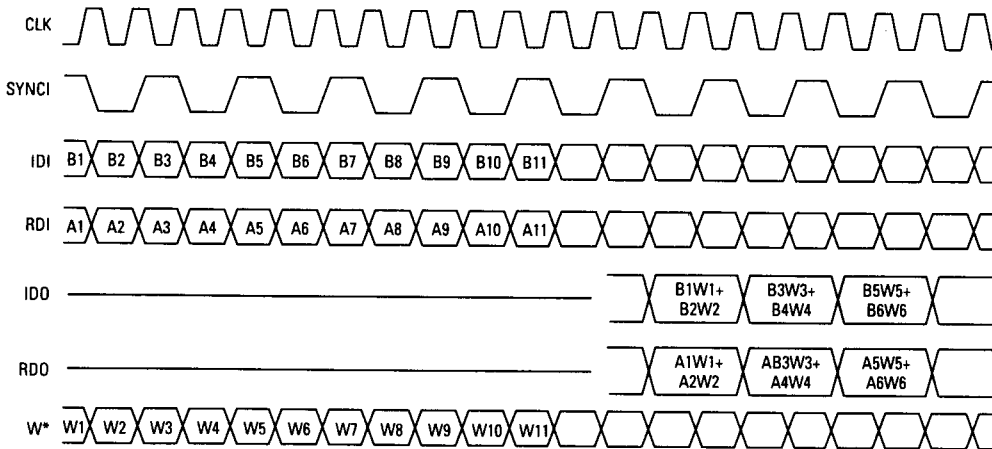 CLK
SYNCI
IDI B1 B2 B3 B4 B5 B6 B7 B8 B9 B10 B11
RDI A1 A2 A3 A4 A5 A6 A7 A8 A9 A10 A11
IDO B1W1+ B3W3+ B5W5+
B2W2 B4W4 B6W6
RDO A1W1+ AB3W3+ A5W5+
A2W2 A4W4 A6W6
W* W1 W2 W3 W4 W5 W6 W7 W8 W9 W10 W11